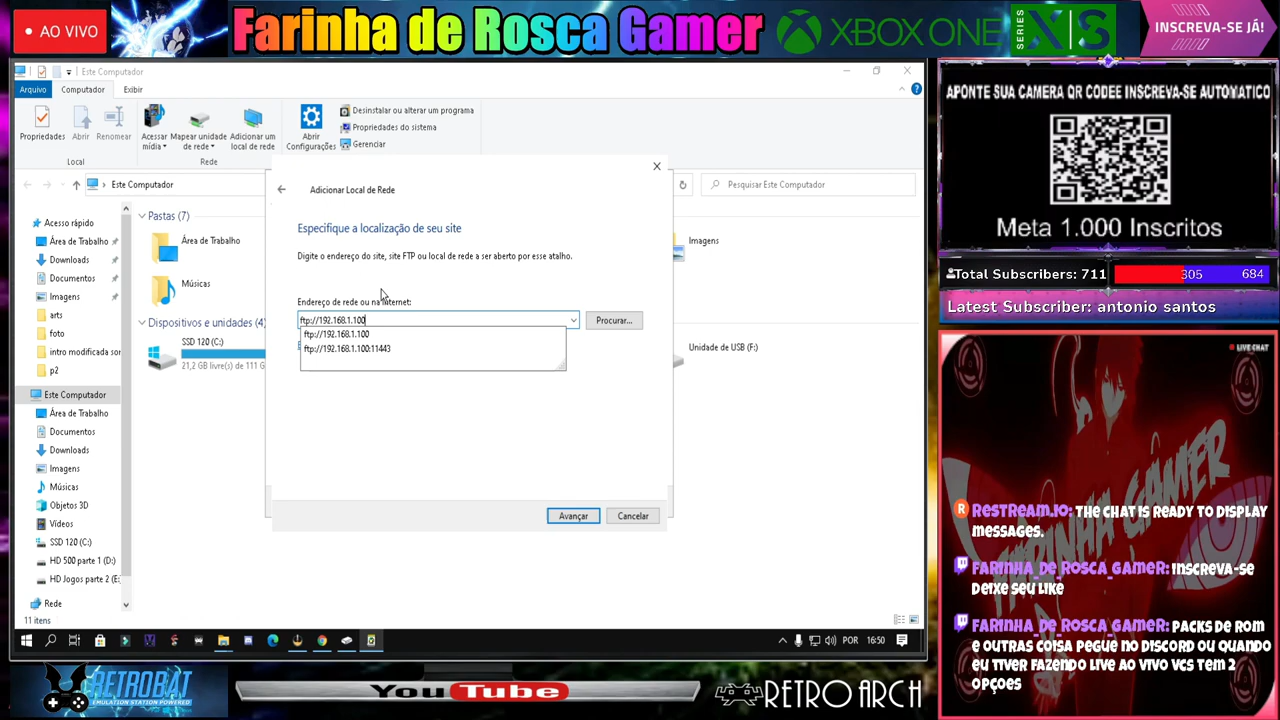 AO VIVO
Farinha de Rosca Gamer
XBOX ONE
SERIES X|S
INSCREVA-SE JÁ!
Este Computador
Arquivo
Computador
Exibir
Propriedades
Abrir
Renomear
Acessar mídia
Mapear unidade de rede
Adicionar um local de rede
Abrir Configurações
Desinstalar ou alterar um programa
Propriedades do sistema
Gerenciar
Local
Rede
Este Computador
Pesquisar Este Computador
Acesso rápido
Área de Trabalho
Downloads
Documentos
Imagens
arts
foto
intro modificada son
p2
Este Computador
Área de Trabalho
Documentos
Downloads
Imagens
Músicas
Objetos 3D
Vídeos
SSD 120 (C:)
HD 500 parte 1 (D:)
HD Jogos parte 2 (E:
Rede
11 itens
Pastas (7)
Área de Trabalho
Músicas
Imagens
Dispositivos e unidades (4)
SSD 120 (C:)
21,2 GB livre(s) de 111 GB
Unidade de USB (F:)
Adicionar Local de Rede
Especifique a localização de seu site
Digite o endereço do site, site FTP ou local de rede a ser aberto por esse atalho.
Endereço de rede ou na Internet:
ftp://192.168.1.100
Procurar...
ftp://192.168.1.100
ftp://192.168.1.100:11443
Avançar
Cancelar
POR
16:50
APONTE SUA CAMERA QR CODEE INSCREVA-SE AUTOMATICO
Meta 1.000 Inscritos
Total Subscribers: 711
305
684
Latest Subscriber: antonio santos
LIVE CHAT
FARINHA GAMER
Restream.io: The chat is ready to display
messages.
Farinha_de_Rosca_Gamer: Inscreva-se
deixe seu like
Farinha_de_Rosca_Gamer: Packs de Rom
e outras coisa pegue no discord ou quando
eu tiver fazendo live ao vivo vcs tem 2
opçoes
RETROBAT
EMULATION STATION POWERED
YouTube
RETROARCH